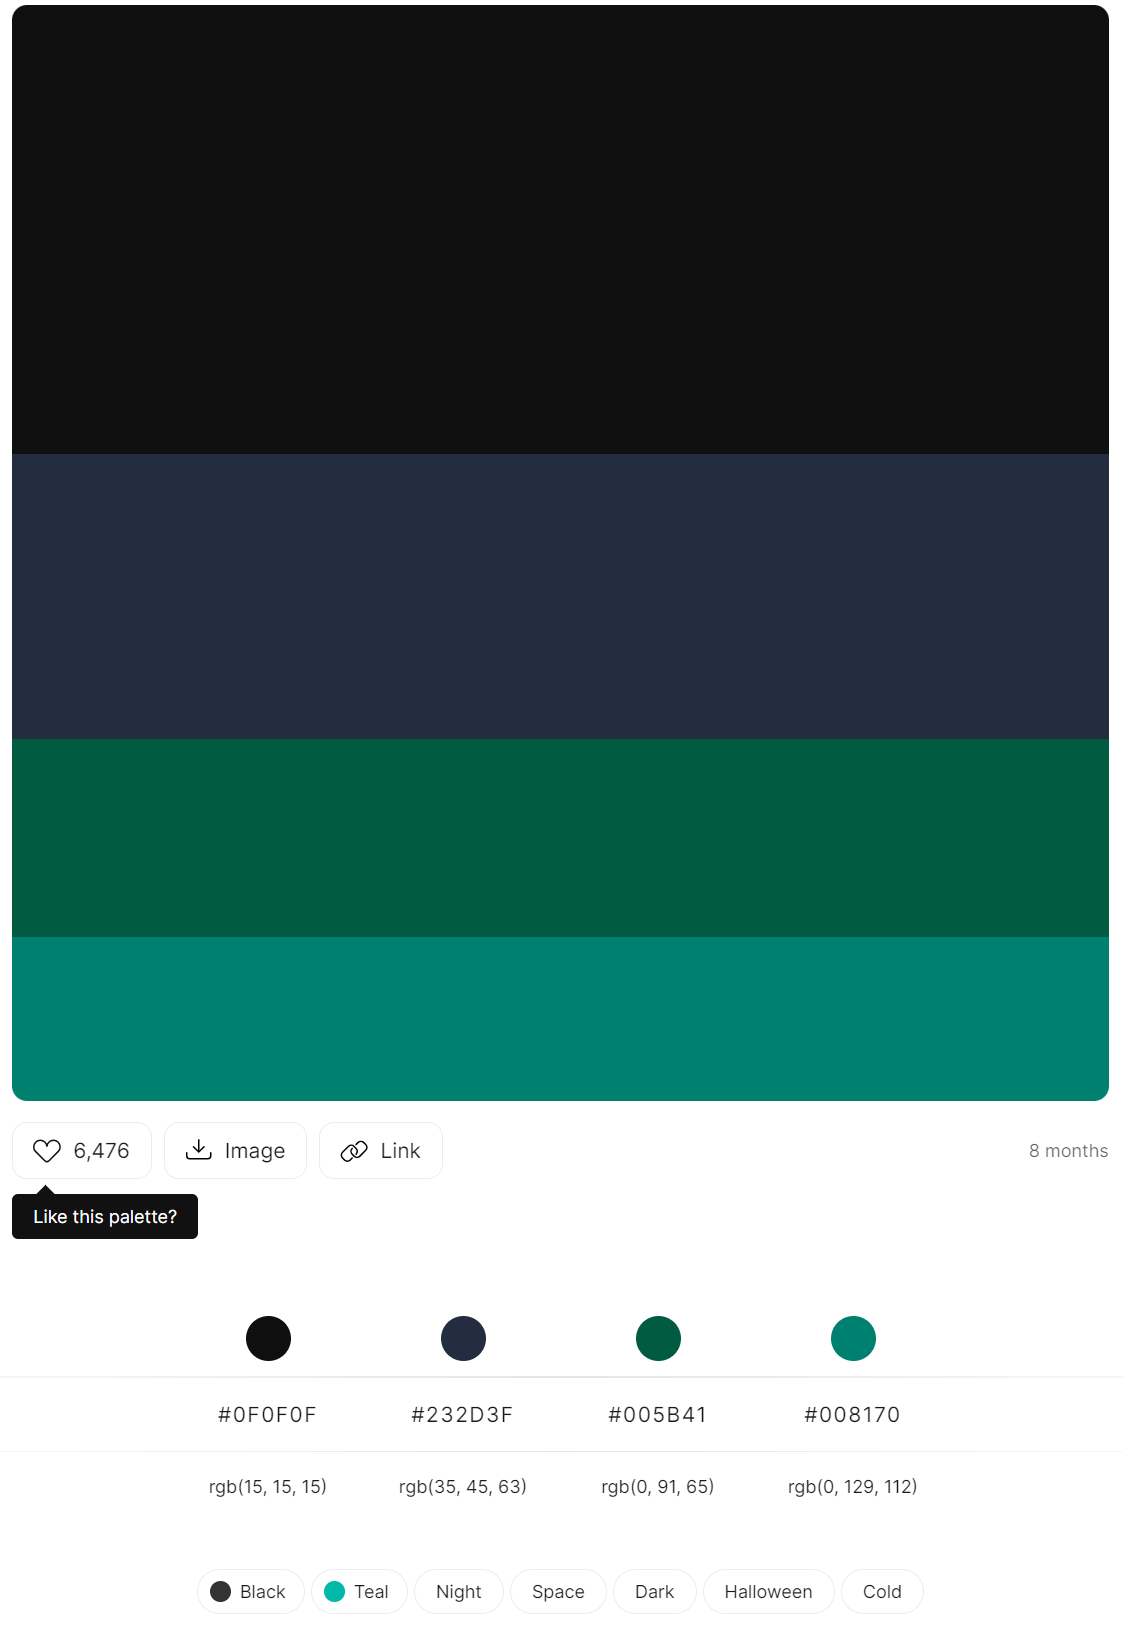 6,476 Image Link 8 months
Like this palette?
#0F0F0F #232D3F #005B41 #008170
rgb(15, 15, 15) rgb(35, 45, 63) rgb(0, 91, 65) rgb(0, 129, 112)
Black Teal Night Space Dark Halloween Cold